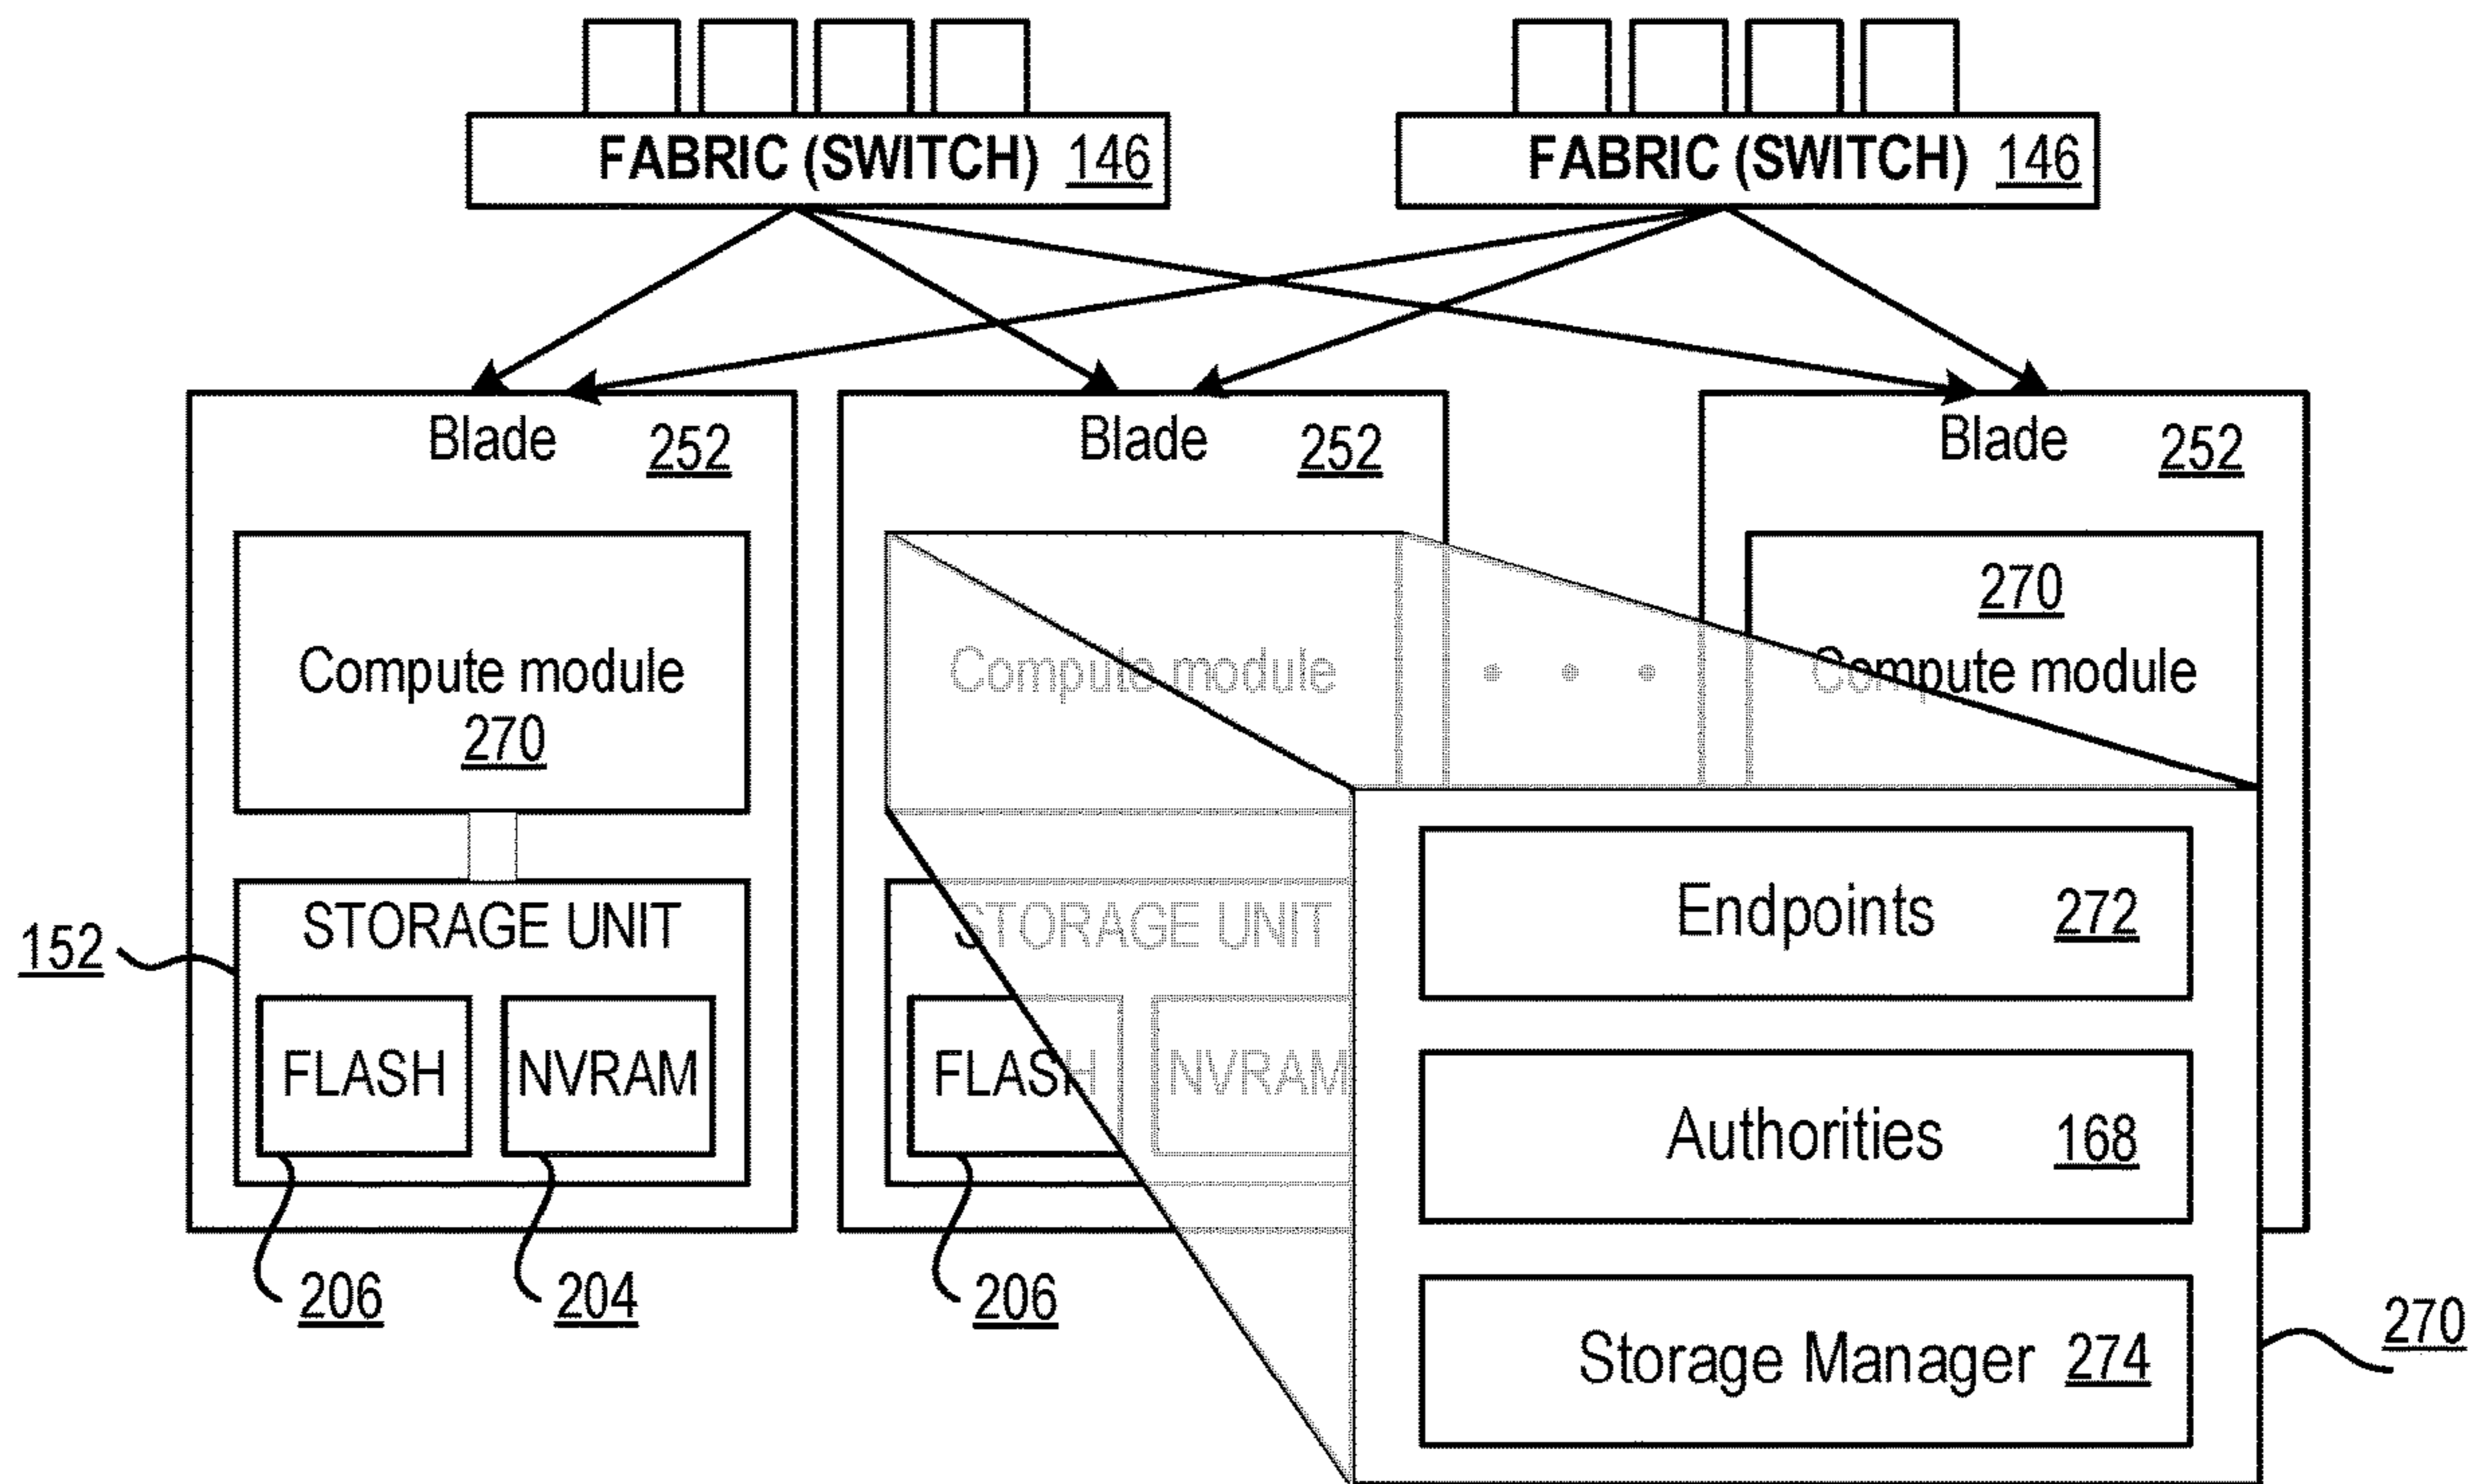 FABRIC (SWITCH) 146
FABRIC (SWITCH) 146
Blade 252
Blade 252
Blade 252
Compute module
270
Compute module
270
Compute module
152
STORAGE UNIT
FLASH
NVRAM
206
204
STORAGE UNIT
FLASH
NVRAM
206
Endpoints 272
Authorities 168
Storage Manager 274
270